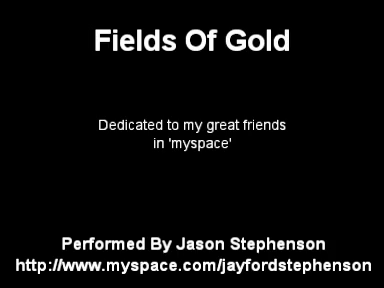 Fields Of Gold
Dedicated to my great friends
in 'myspace'
Performed By Jason Stephenson
http://www.myspace.com/jayfordstephenson